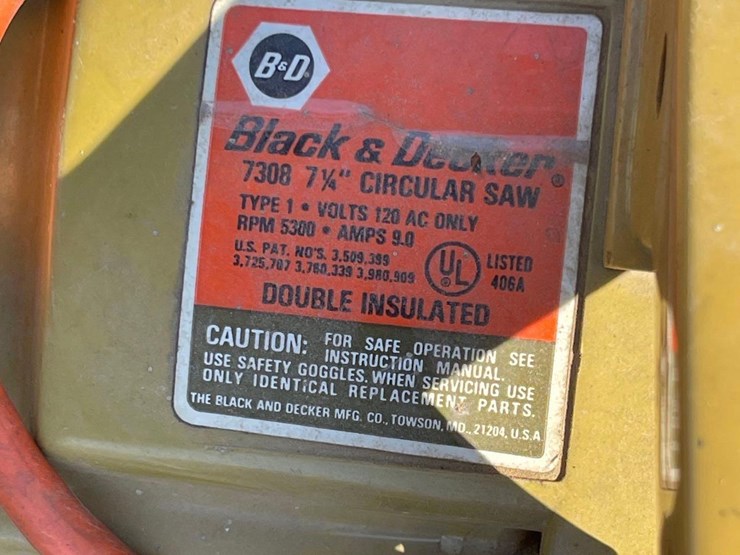 B&D®
Black & Decker®
7308 7¼" CIRCULAR SAW
TYPE 1 • VOLTS 120 AC ONLY
RPM 5300 • AMPS 9.0
U.S. PAT. NO'S. 3,509,399
3,725,707 3,760,339 3,980,909
UL® LISTED
406A
DOUBLE INSULATED
CAUTION: FOR SAFE OPERATION SEE
INSTRUCTION MANUAL.
USE SAFETY GOGGLES. WHEN SERVICING USE
ONLY IDENTICAL REPLACEMENT PARTS.
THE BLACK AND DECKER MFG. CO., TOWSON, MD., 21204, U.S.A.